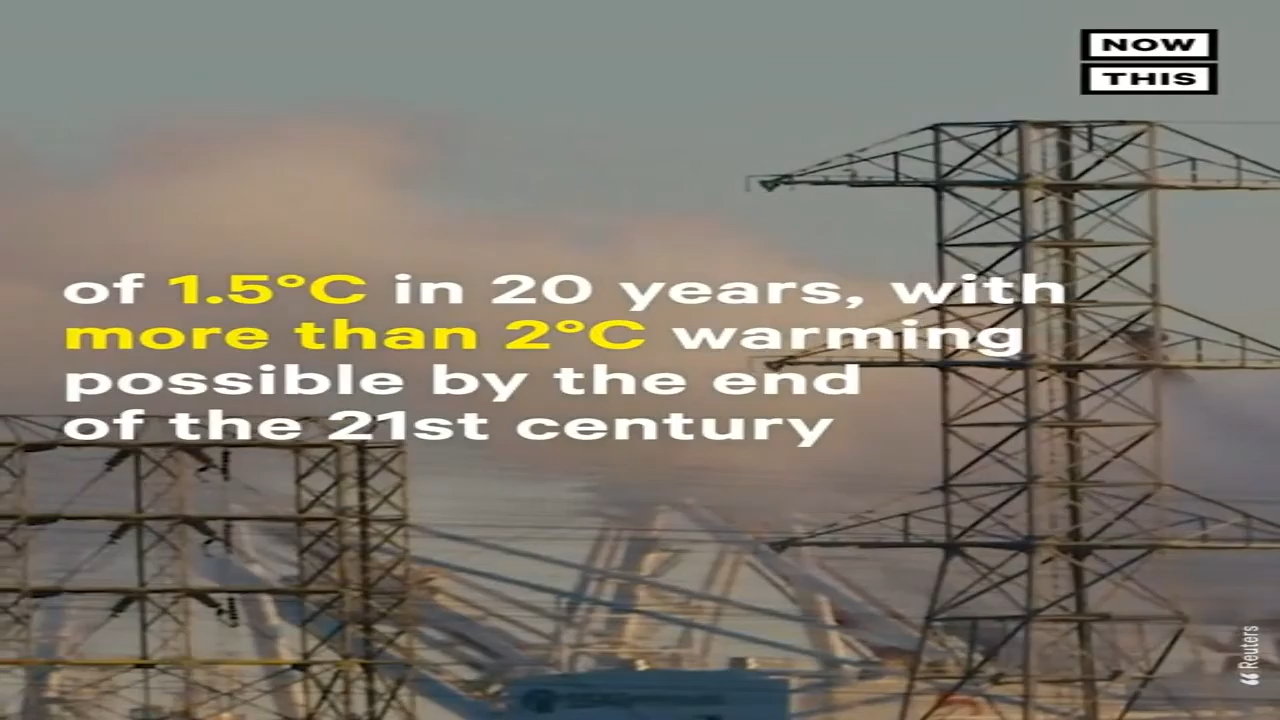 NOW
THIS
of 1.5°C in 20 years, with
more than 2°C warming
possible by the end
of the 21st century
Reuters